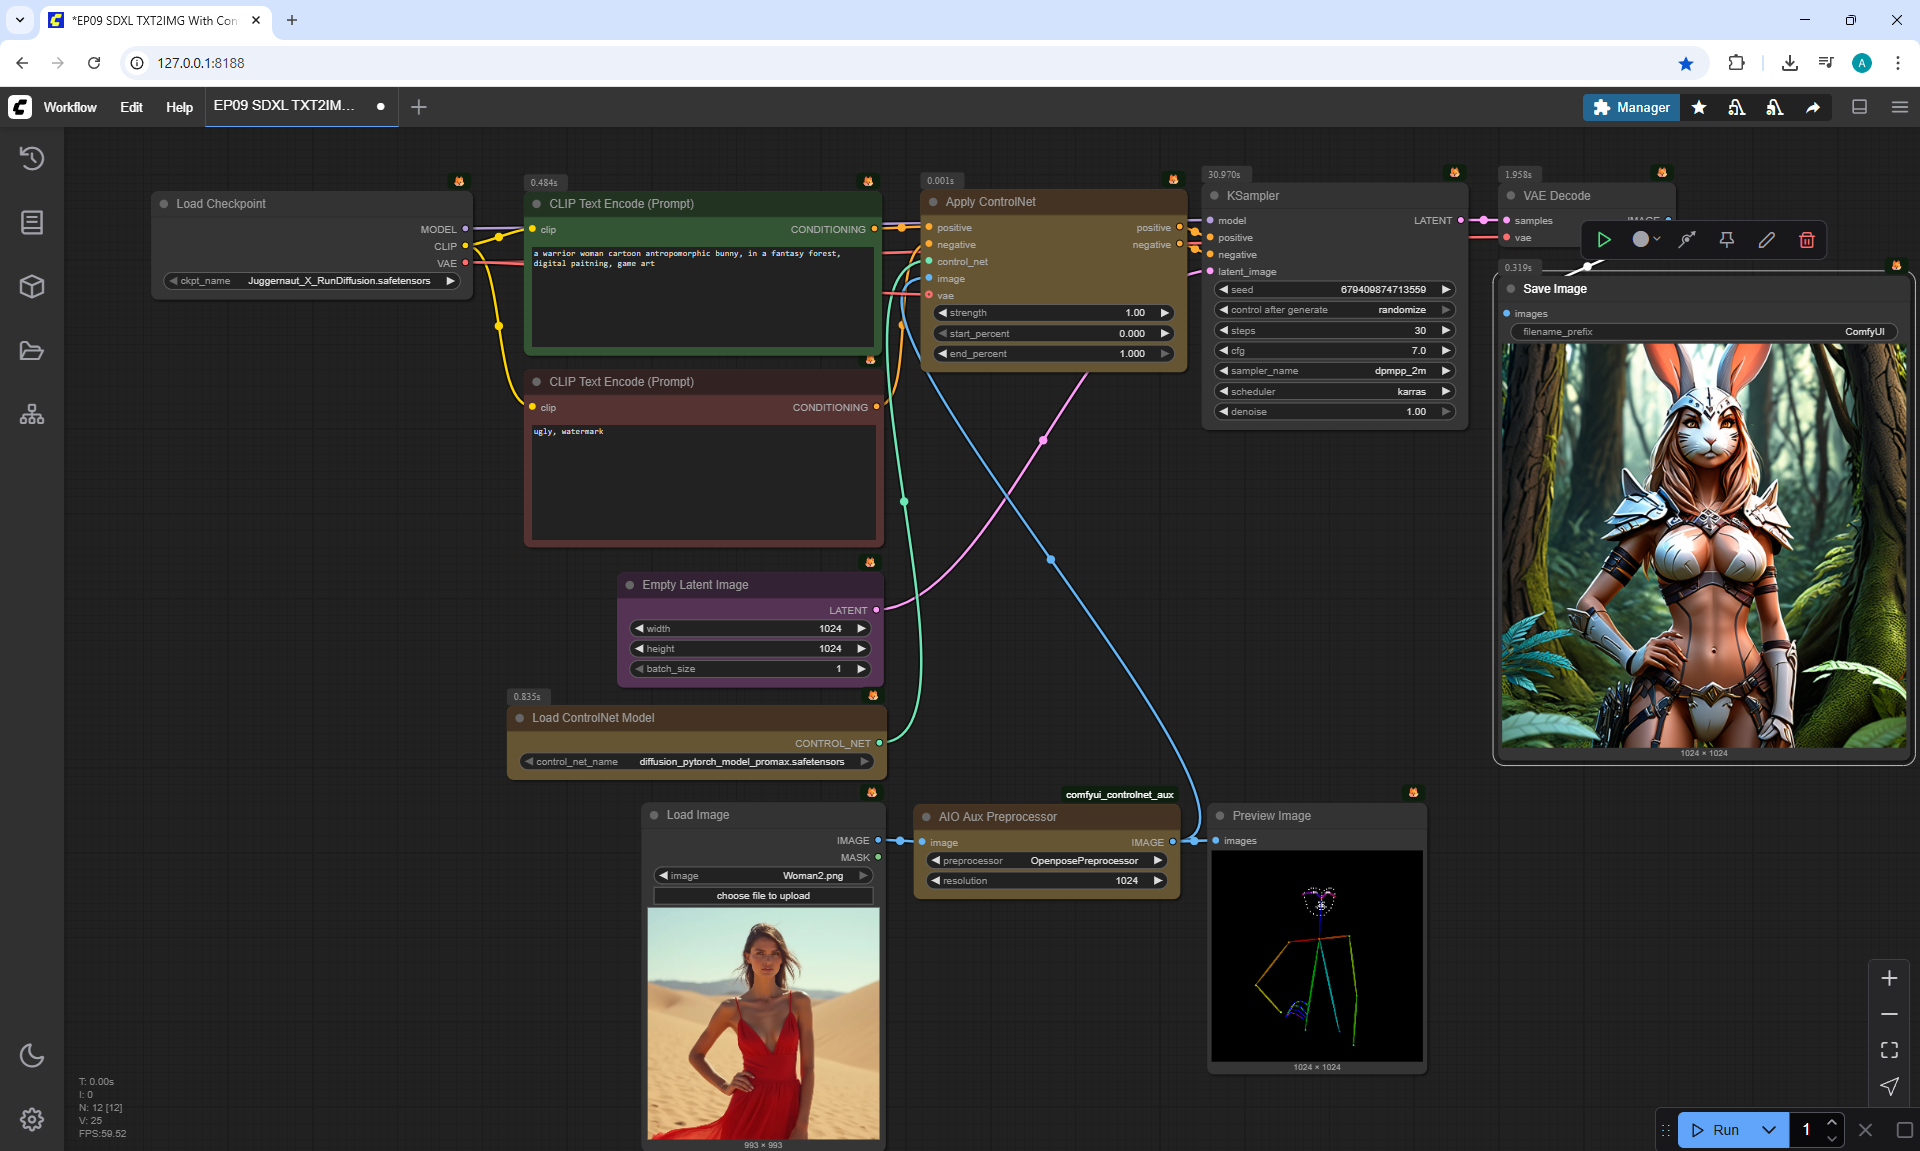 *EP09 SDXL TXT2IMG With Con
127.0.0.1:8188
A
Workflow Edit Help EP09 SDXL TXT2IM...
Manager
Load Checkpoint
MODEL
CLIP
VAE
ckpt_name Juggernaut_X_RunDiffusion.safetensors
0.484s
CLIP Text Encode (Prompt)
clip CONDITIONING
a warrior woman cartoon antropomorphic bunny, in a fantasy forest,
digital paitning, game art
CLIP Text Encode (Prompt)
clip CONDITIONING
ugly, watermark
Empty Latent Image
LATENT
width 1024
height 1024
batch_size 1
0.835s
Load ControlNet Model
CONTROL_NET
control_net_name diffusion_pytorch_model_promax.safetensors
0.001s
Apply ControlNet
positive positive
negative negative
control_net
image
vae
strength 1.00
start_percent 0.000
end_percent 1.000
30.970s
KSampler
model LATENT
positive
negative
latent_image
seed 679409874713559
control after generate randomize
steps 30
cfg 7.0
sampler_name dpmpp_2m
scheduler karras
denoise 1.00
1.958s
VAE Decode
samples IMAGE
vae
0.319s
Save Image
images
filename_prefix ComfyUI
1024 × 1024
Load Image
IMAGE
MASK
image Woman2.png
choose file to upload
993 × 993
comfyui_controlnet_aux
AIO Aux Preprocessor
image IMAGE
preprocessor OpenposePreprocessor
resolution 1024
Preview Image
images
1024 × 1024
T: 0.00s
I: 0
N: 12 [12]
V: 25
FPS:59.52
Run 1